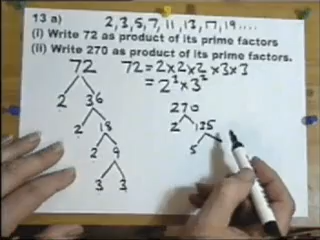 13 a) 2, 3, 5, 7, 11, 13, 17, 19....
(i) Write 72 as product of its prime factors
(ii) Write 270 as product of its prime factors.
72
72 = 2 x 2 x 2 x 3 x 3
= 2³ x 3²
2 36
2 18
2 9
3 3
270
2 135
5